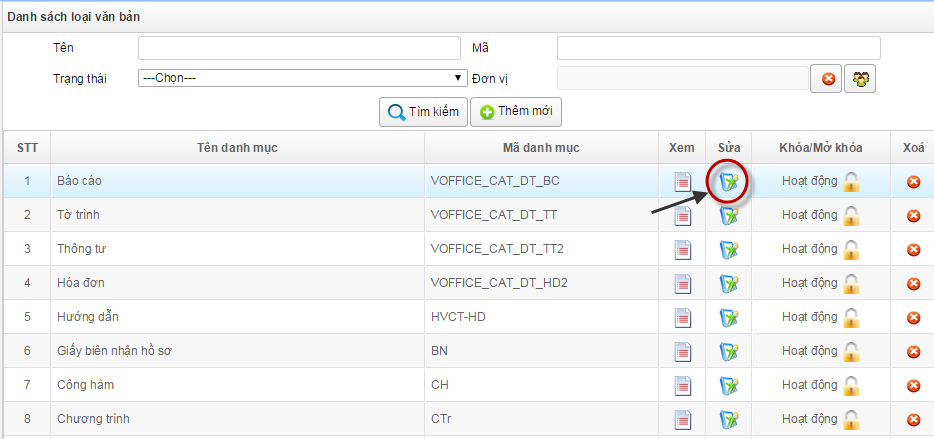 Danh sách loại văn bản
Tên Mã
Trạng thái ---Chọn--- Đơn vị
Tìm kiếm Thêm mới
STT Tên danh mục Mã danh mục Xem Sửa Khóa/Mở khóa Xoá
1 Báo cáo VOFFICE_CAT_DT_BC Hoạt động
2 Tờ trình VOFFICE_CAT_DT_TT Hoạt động
3 Thông tư VOFFICE_CAT_DT_TT2 Hoạt động
4 Hóa đơn VOFFICE_CAT_DT_HD2 Hoạt động
5 Hướng dẫn HVCT-HD Hoạt động
6 Giấy biên nhận hồ sơ BN Hoạt động
7 Công hàm CH Hoạt động
8 Chương trình CTr Hoạt động